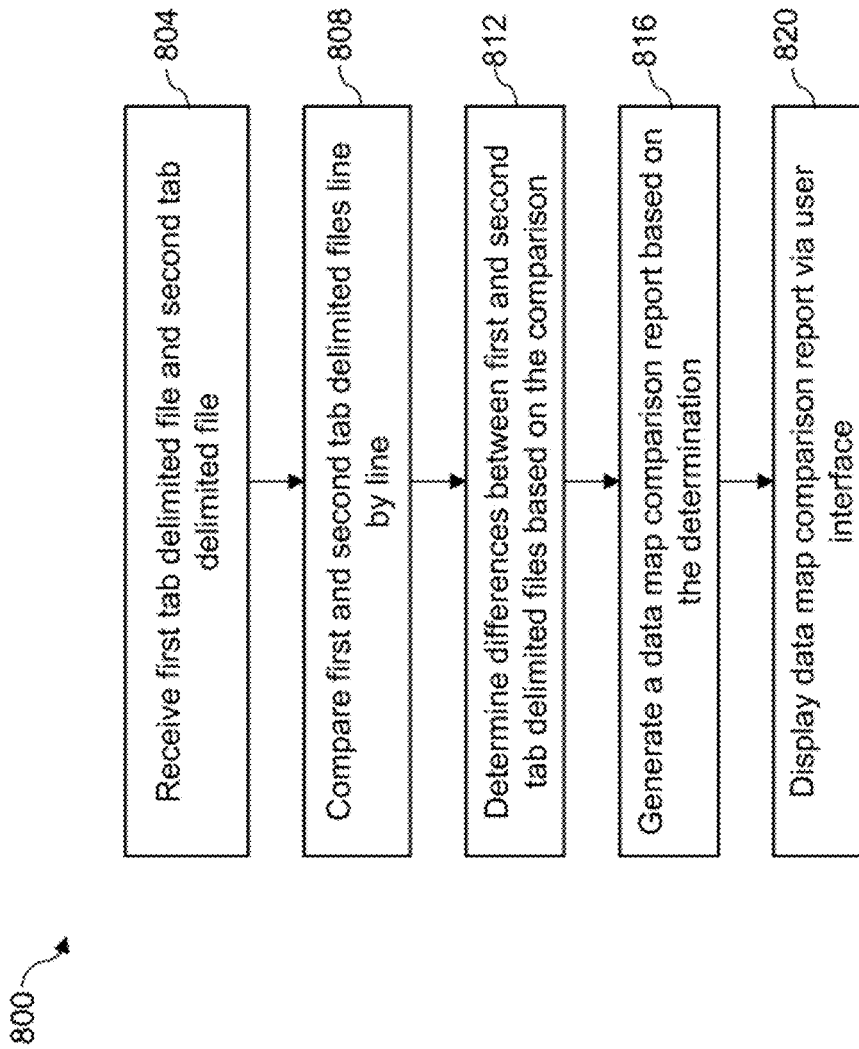 800
Receive first tab delimited file and second tab
delimited file
804
Compare first and second tab delimited files line
by line
808
Determine differences between first and second
tab delimited files based on the comparison
812
Generate a data map comparison report based on
the determination
816
Display data map comparison report via user
interface
820